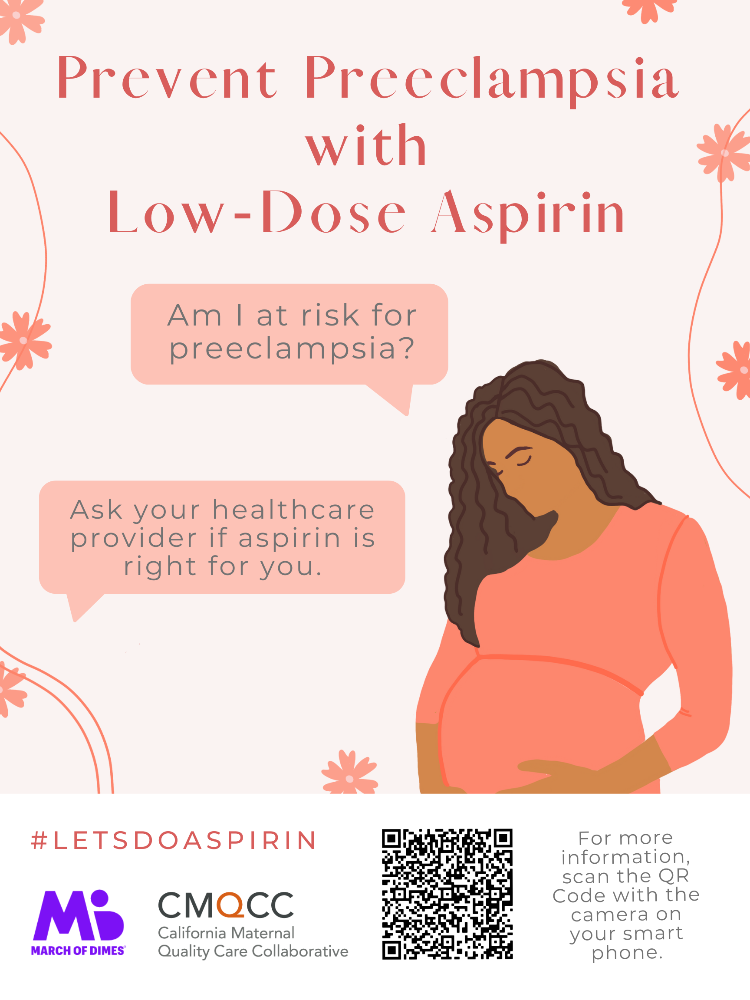 Prevent Preeclampsia
with
Low-Dose Aspirin
Am I at risk for
preeclampsia?
Ask your healthcare
provider if aspirin is
right for you.
#LETSDOASPIRIN
MARCH OF DIMES®
CMQCC
California Maternal
Quality Care Collaborative
For more
information,
scan the QR
Code with the
camera on
your smart
phone.